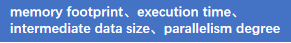 memory footprint、execution time、
intermediate data size、parallelism degree